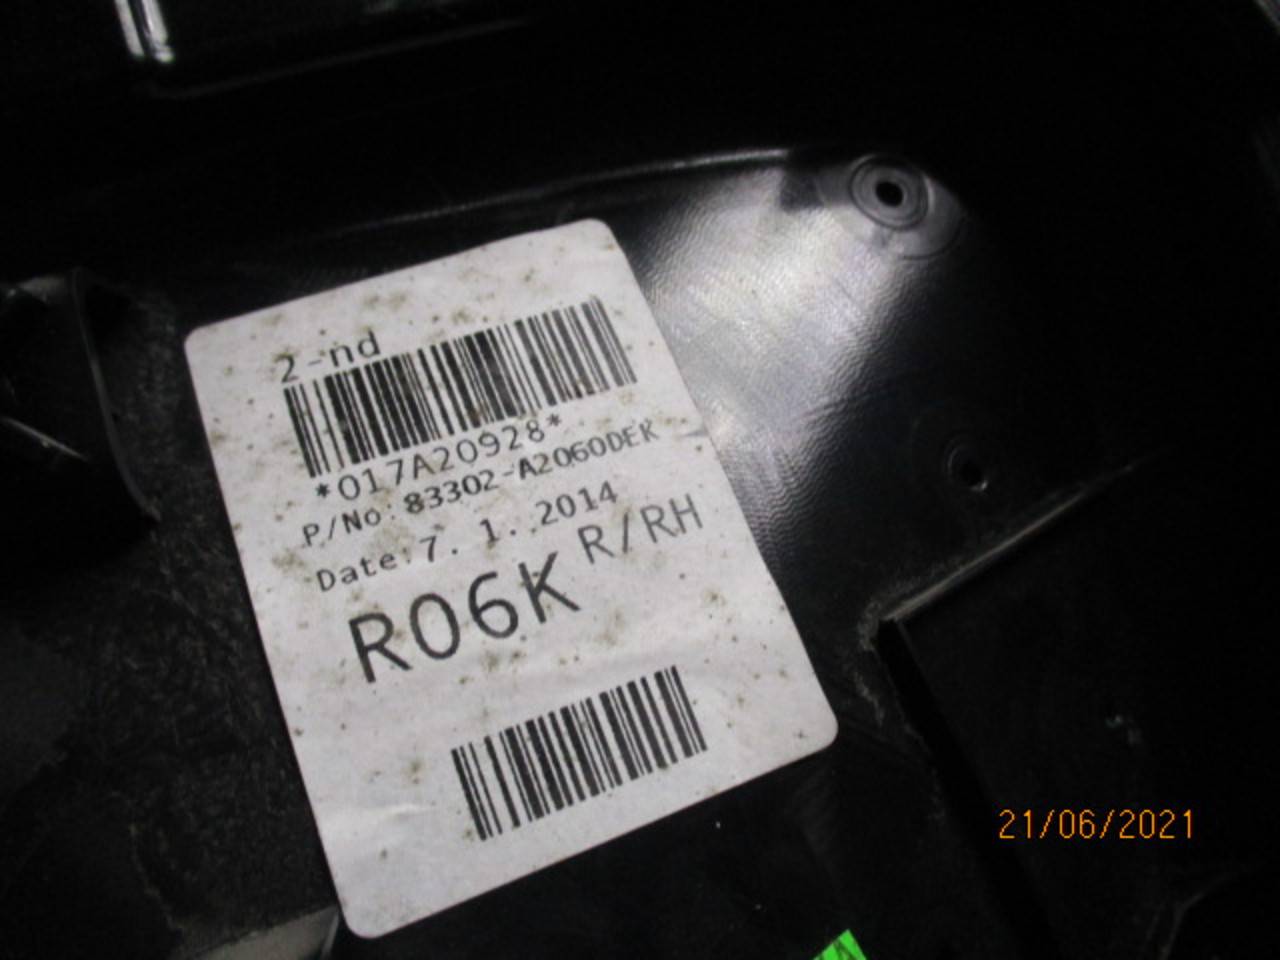 2-nd
*017A20928*
P/No: 83302-A2060DEK
Date:7. 1. 2014
R06K R/RH
21/06/2021